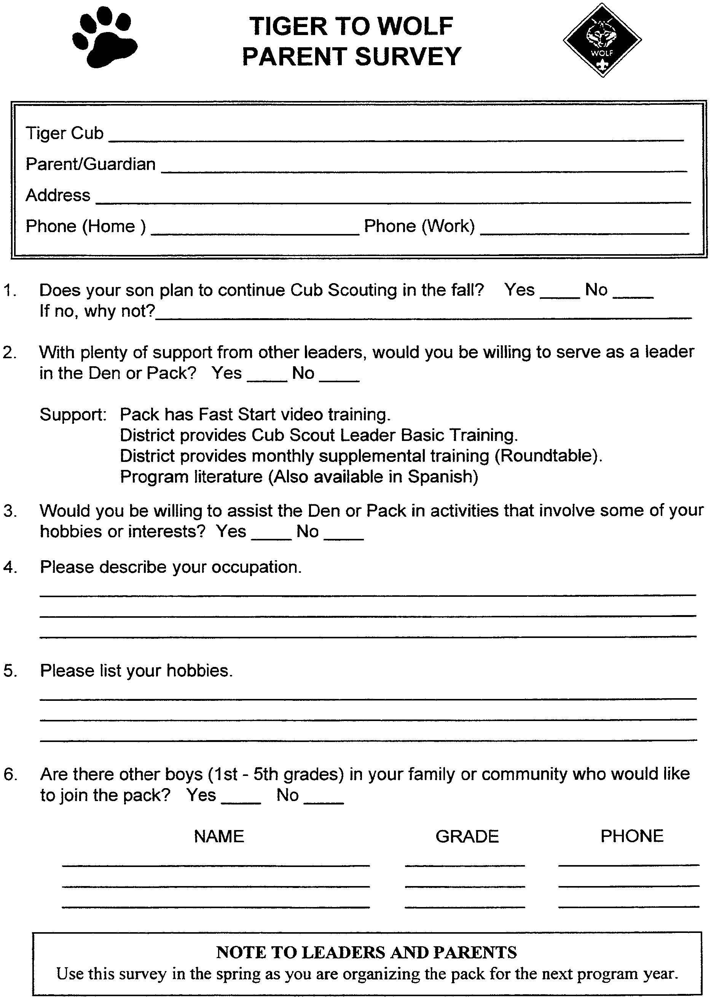 TIGER TO WOLF
PARENT SURVEY
WOLF
Tiger Cub
Parent/Guardian
Address
Phone (Home ) Phone (Work)
1. Does your son plan to continue Cub Scouting in the fall? Yes ____ No ____
If no, why not?
2. With plenty of support from other leaders, would you be willing to serve as a leader
in the Den or Pack? Yes ____ No ____
Support: Pack has Fast Start video training.
District provides Cub Scout Leader Basic Training.
District provides monthly supplemental training (Roundtable).
Program literature (Also available in Spanish)
3. Would you be willing to assist the Den or Pack in activities that involve some of your
hobbies or interests? Yes ____ No ____
4. Please describe your occupation.
5. Please list your hobbies.
6. Are there other boys (1st - 5th grades) in your family or community who would like
to join the pack? Yes ____ No ____
NAME GRADE PHONE
NOTE TO LEADERS AND PARENTS
Use this survey in the spring as you are organizing the pack for the next program year.